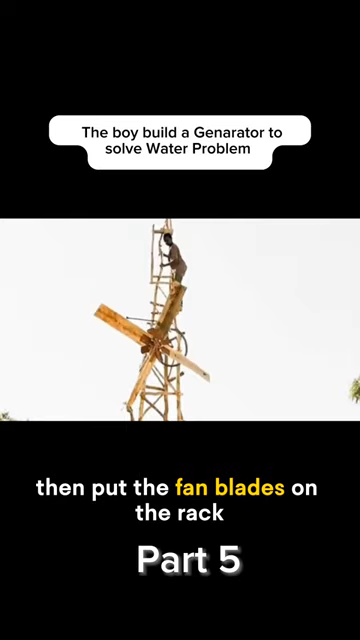 The boy build a Genarator to
solve Water Problem
then put the fan blades on
the rack
Part 5